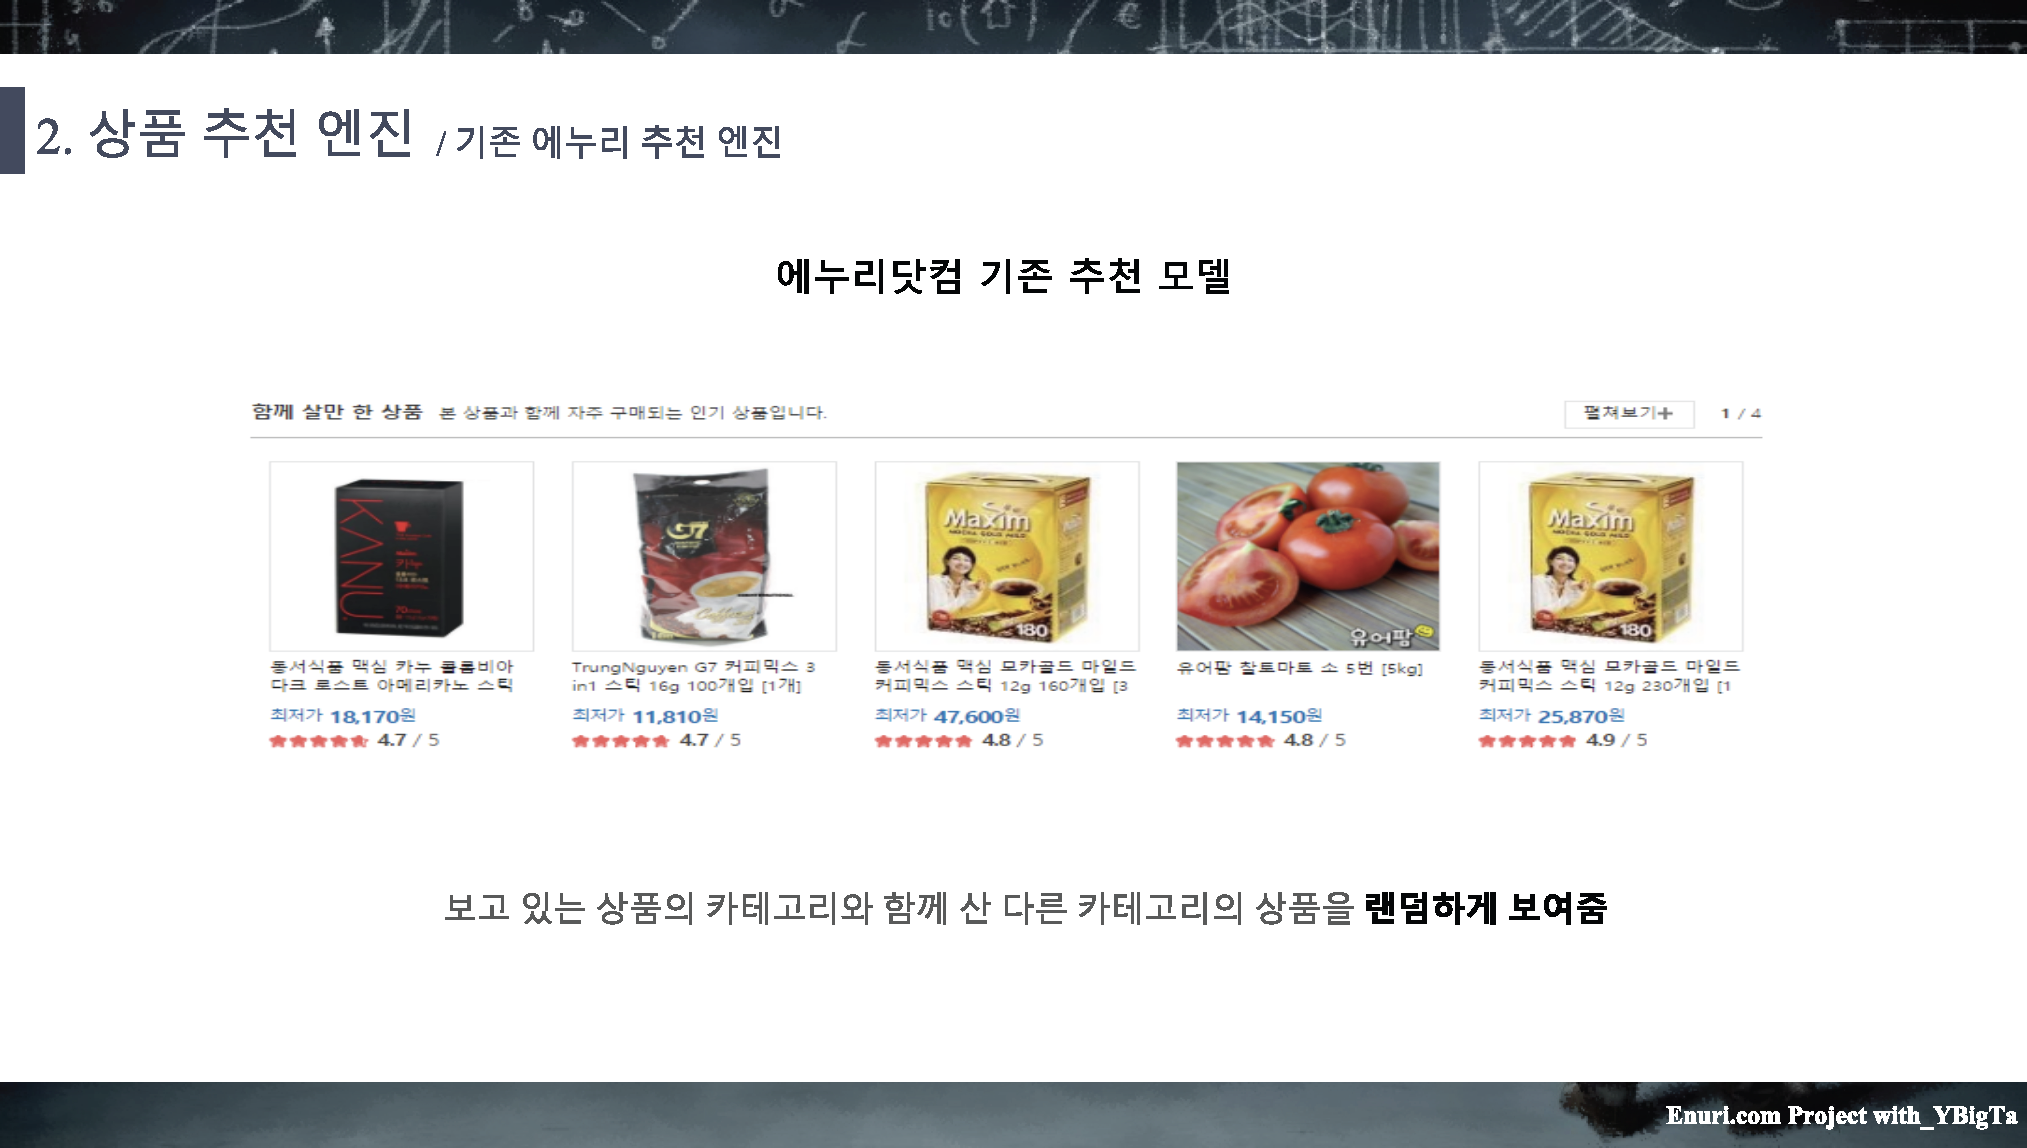 2. 상품 추천 엔진 / 기존 에누리 추천 엔진
에누리닷컴 기존 추천 모델
함께 살만 한 상품 본 상품과 함께 자주 구매되는 인기 상품입니다.
펼쳐보기+ 1 / 4
KANU
G7
Coffee
Maxim
MOCHA GOLD MILD
180
유어팜
Maxim
MOCHA GOLD MILD
180
동서식품 맥심 카누 콜롬비아
다크 로스트 아메리카노 스틱
최저가 18,170원
4.7 / 5
TrungNguyen G7 커피믹스 3
in1 스틱 16g 100개입 [1개]
최저가 11,810원
4.7 / 5
동서식품 맥심 모카골드 마일드
커피믹스 스틱 12g 160개입 [3
최저가 47,600원
4.8 / 5
유어팜 찰토마토 소 5번 [5kg]
최저가 14,150원
4.8 / 5
동서식품 맥심 모카골드 마일드
커피믹스 스틱 12g 230개입 [1
최저가 25,870원
4.9 / 5
보고 있는 상품의 카테고리와 함께 산 다른 카테고리의 상품을 랜덤하게 보여줌
Enuri.com Project with_YBigTa